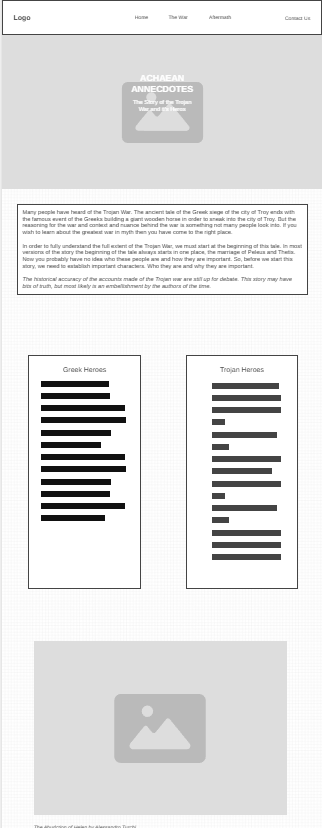 Logo
Home The War Aftermath Contact Us
ACHAEAN
ANNECDOTES
The Story of the Trojan
War and it's Heros
Many people have heard of the Trojan War. The ancient tale of the Greek siege of the city of Troy ends with
the famous event of the Greeks building a giant wooden horse in order to sneak into the city of Troy. But the
reasoning for the war and context and nuance behind the war is something not many people look into. If you
wish to learn about the greatest war in myth then you have come to the right place.
In order to fully understand the full extent of the Trojan War, we must start at the beginning of this tale. In most
versions of the story the beginning of the tale always starts in one place, the marriage of Peleus and Thetis.
Now you probably have no idea who these people are and how they are important. So, before we start this
story, we need to establish important characters. Who they are and why they are important.
The historical accuracy of the accounts made of the Trojan war are still up for debate. This story may have
bits of truth, but most likely is an embellishment by the authors of the time.
Greek Heroes
Trojan Heroes
The Abudction of Helen by Alessandro Turchi